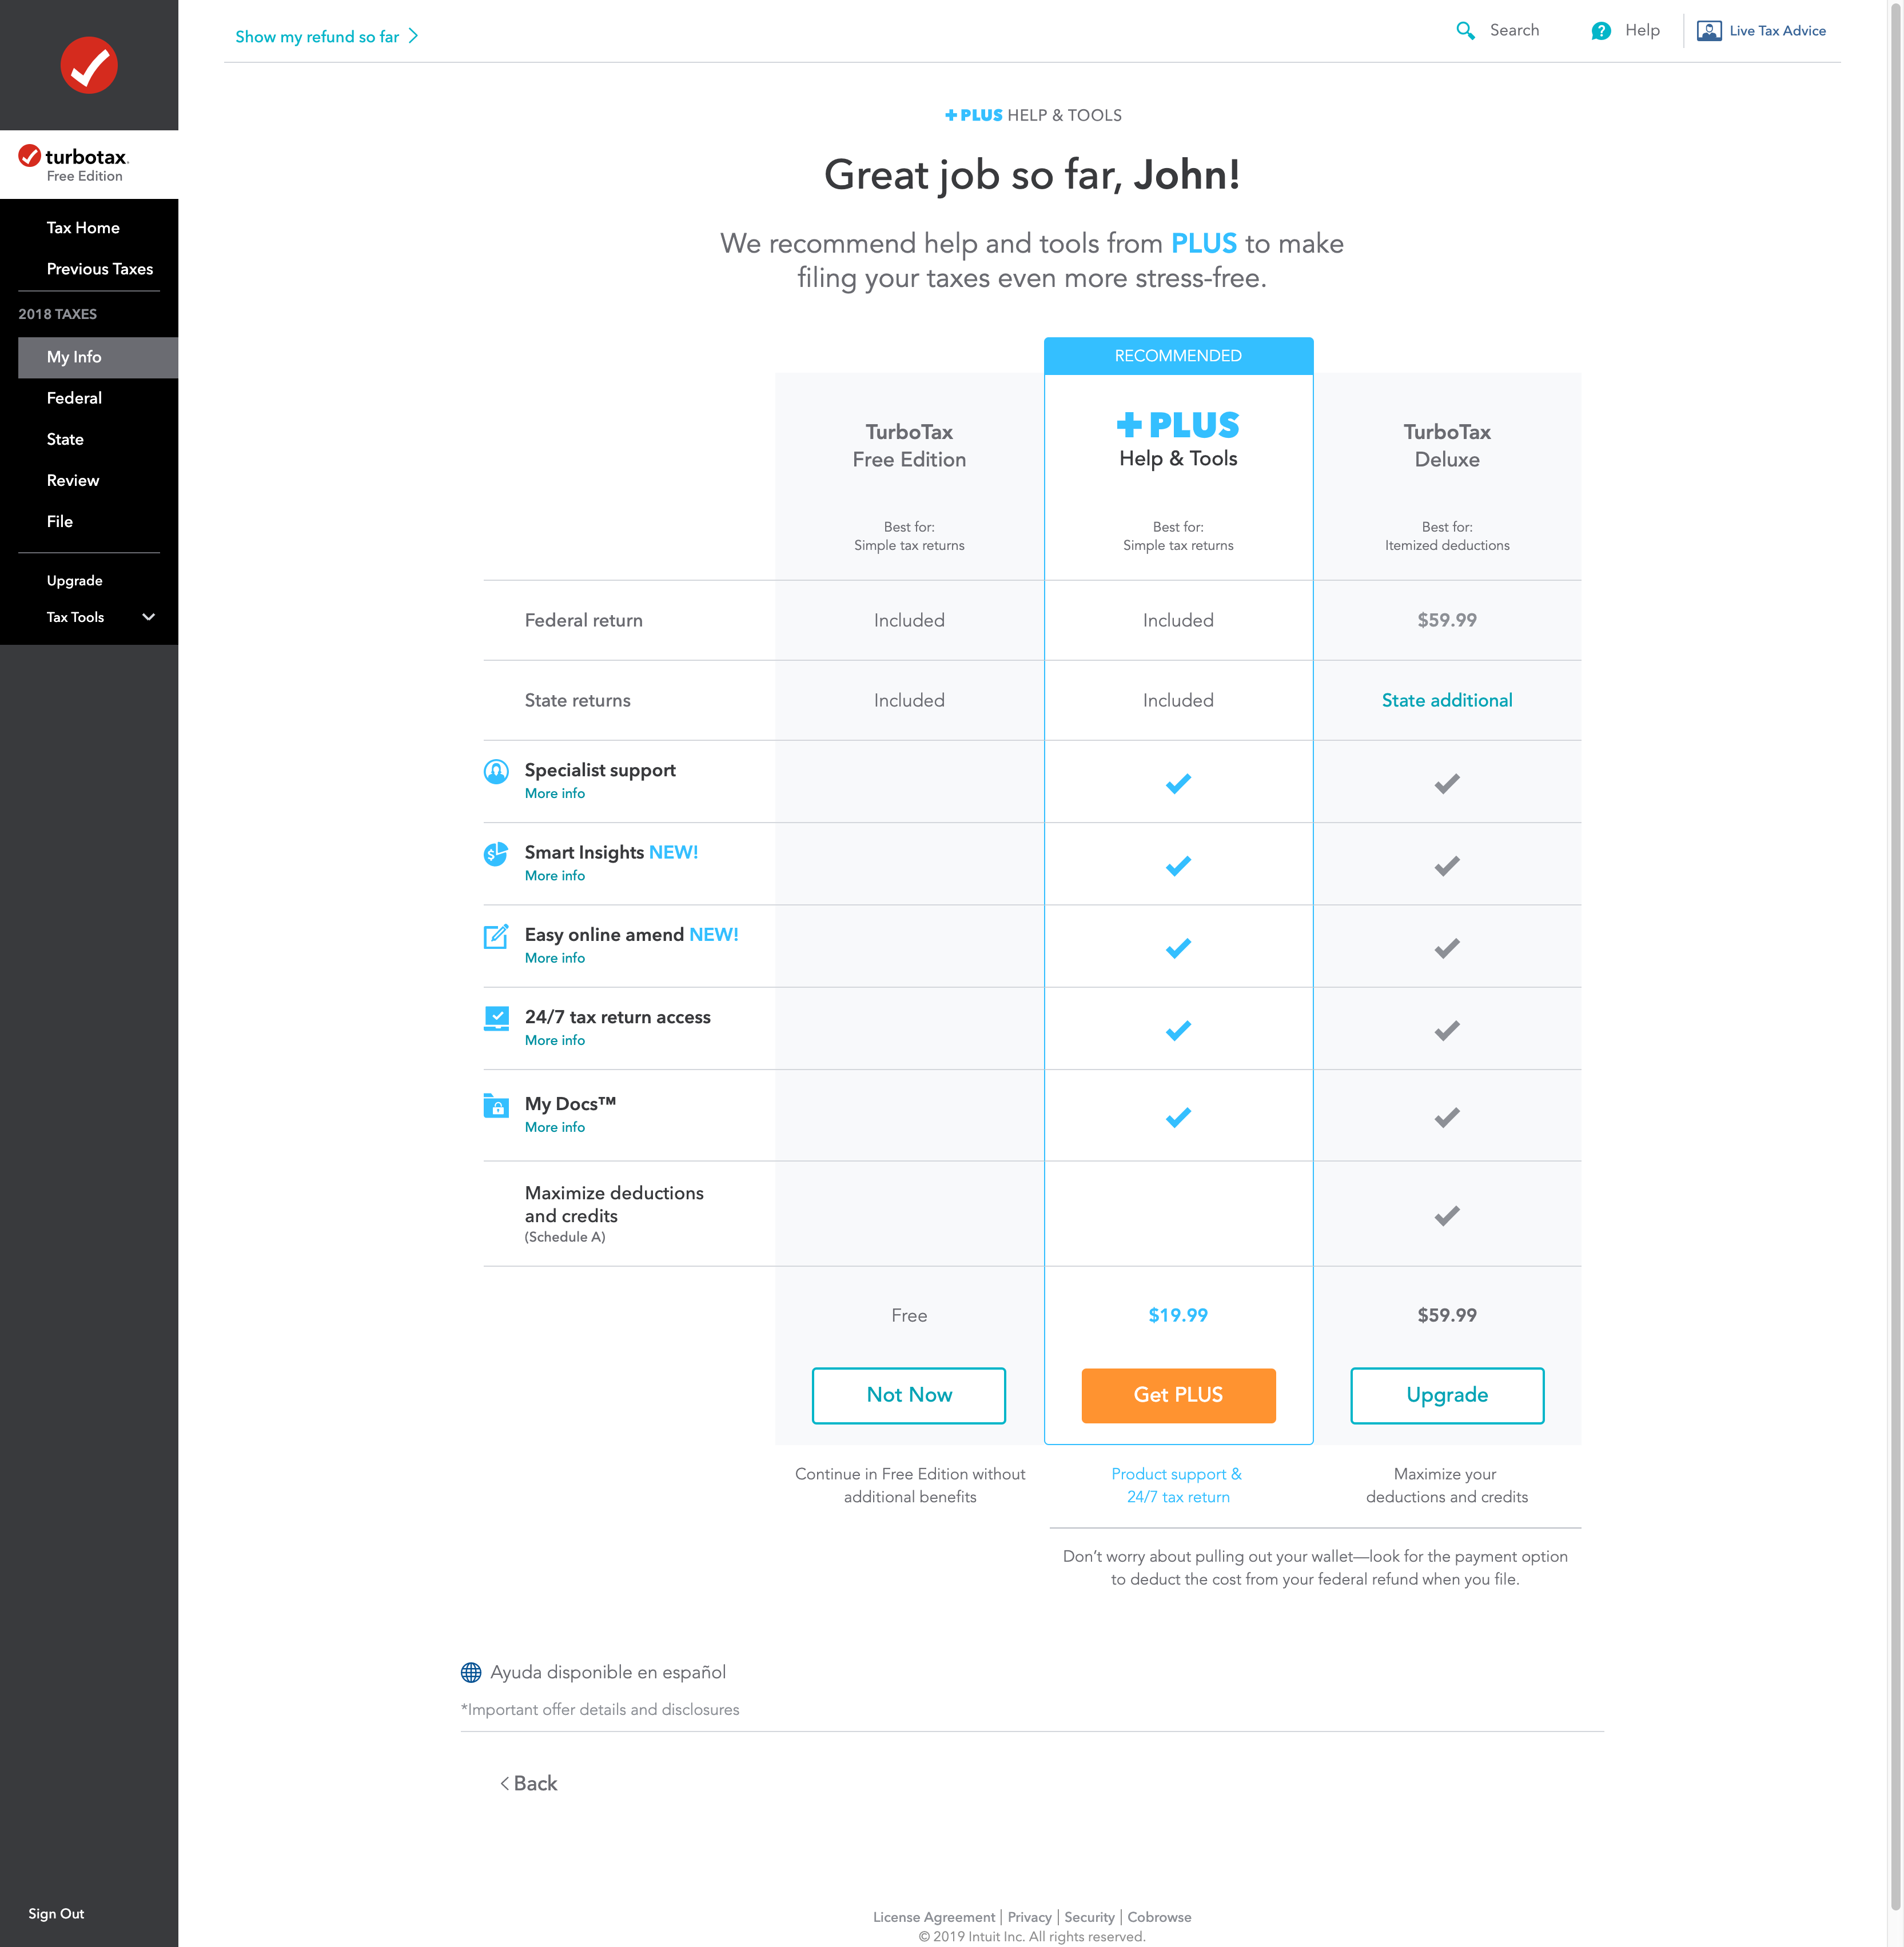 Show my refund so far
Search
Help
Live Tax Advice
turbotax.
Free Edition
Tax Home
Previous Taxes
2018 TAXES
My Info
Federal
State
Review
File
Upgrade
Tax Tools
Sign Out
+PLUS HELP & TOOLS
Great job so far, John!
We recommend help and tools from PLUS to make
filing your taxes even more stress-free.
RECOMMENDED
TurboTax
Free Edition
Best for:
Simple tax returns
+PLUS
Help & Tools
Best for:
Simple tax returns
TurboTax
Deluxe
Best for:
Itemized deductions
Federal return Included Included $59.99
State returns Included Included State additional
Specialist support
More info
$
Smart Insights NEW!
More info
Easy online amend NEW!
More info
24/7 tax return access
More info
My Docs™
More info
Maximize deductions
and credits
(Schedule A)
Free $19.99 $59.99
Not Now Get PLUS Upgrade
Continue in Free Edition without
additional benefits
Product support &
24/7 tax return
Maximize your
deductions and credits
Don't worry about pulling out your wallet—look for the payment option
to deduct the cost from your federal refund when you file.
Ayuda disponible en español
*Important offer details and disclosures
Back
License Agreement | Privacy | Security | Cobrowse
© 2019 Intuit Inc. All rights reserved.